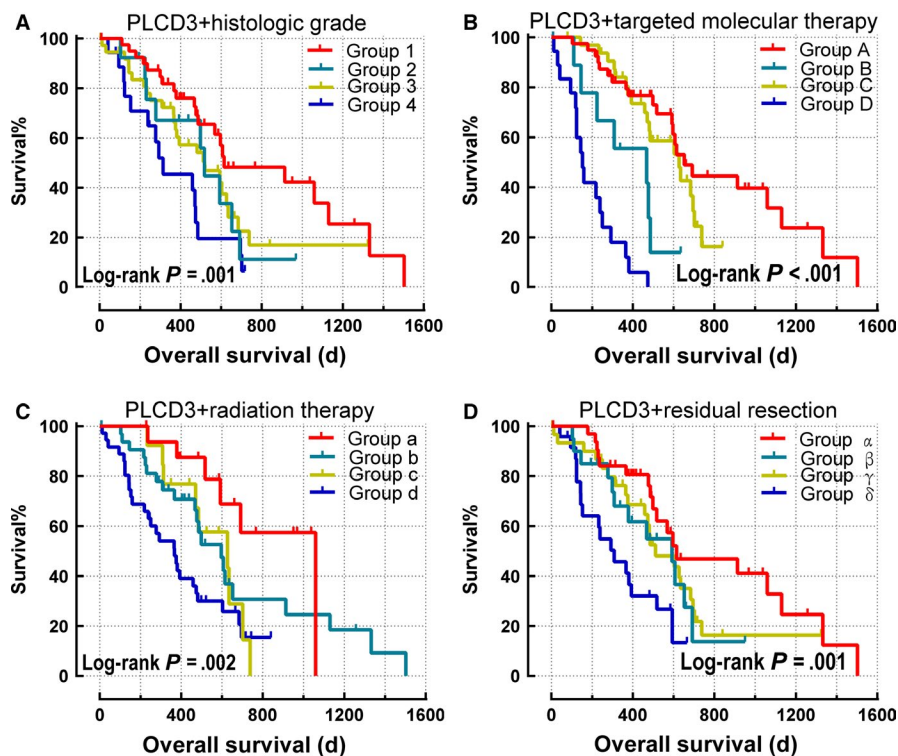 A
PLCD3+histologic grade
Survival%
100
80
60
40
20
0
Group 1
Group 2
Group 3
Group 4
Log-rank P = .001
0 400 800 1200 1600
Overall survival (d)
B
PLCD3+targeted molecular therapy
Survival%
100
80
60
40
20
0
Group A
Group B
Group C
Group D
Log-rank P < .001
0 400 800 1200 1600
Overall survival (d)
C
PLCD3+radiation therapy
Survival%
100
80
60
40
20
0
Group a
Group b
Group c
Group d
Log-rank P = .002
0 400 800 1200 1600
Overall survival (d)
D
PLCD3+residual resection
Survival%
100
80
60
40
20
0
Group α
Group β
Group γ
Group δ
Log-rank P = .001
0 400 800 1200 1600
Overall survival (d)